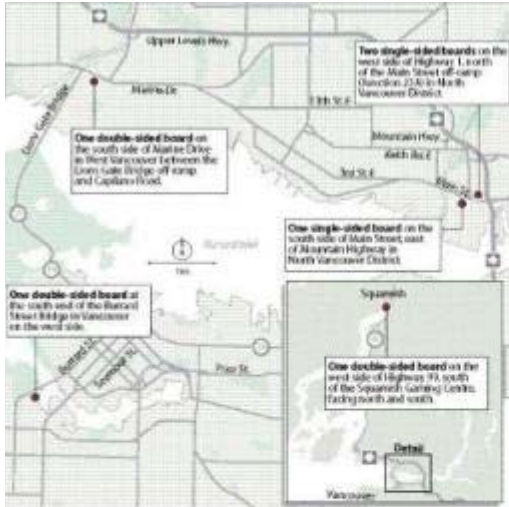 Upper Levels Hwy.
Two single-sided boards on the
west side of Highway 1, north
of the Main Street off-ramp
in North
Vancouver District.
Marine Dr.
Lions Gate Bridge
Mountain Hwy.
Keith Rd. E
3rd St. E
Main St.
One double-sided board on
the south side of Marine Drive
in West Vancouver between the
Lions Gate Bridge off-ramp
and Capilano Road.
One single-sided board on the
south side of Main Street, east
of Mountain Highway in
North Vancouver District.
Burrard Inlet
One double-sided board at
the south end of the Burrard
Street Bridge in Vancouver
on the west side.
Burrard St.
Seymour St.
Prior St.
Squamish
One double-sided board on the
west side of Highway 99, south
of the Squamish Gaming Centre,
facing north and south.
Detail
Vancouver